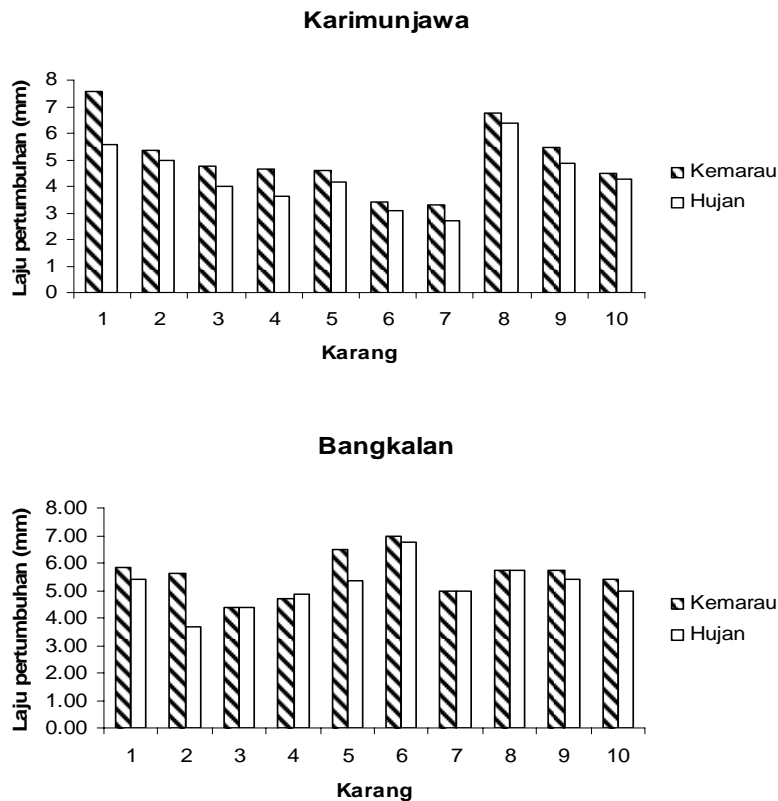 Karimunjawa
Laju pertumbuhan (mm)
8
7
6
5
4
3
2
1
0
1 2 3 4 5 6 7 8 9 10
Karang
Kemarau
Hujan
Bangkalan
Laju pertumbuhan (mm)
8.00
7.00
6.00
5.00
4.00
3.00
2.00
1.00
0.00
1 2 3 4 5 6 7 8 9 10
Karang
Kemarau
Hujan